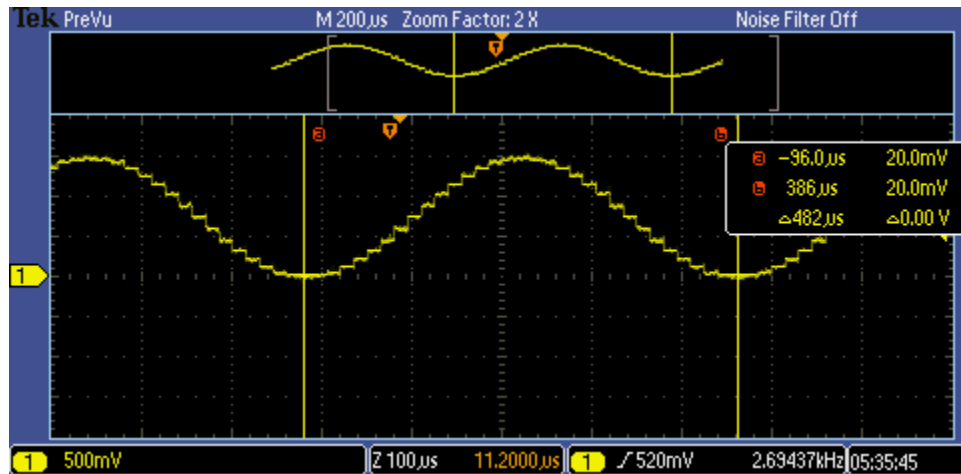 Tek PreVu M 200µs Zoom Factor: 2 X Noise Filter Off
T
a T b
a -96.0µs 20.0mV
b 386µs 20.0mV
△482µs △0.00 V
1
1 500mV Z 100µs 11.2000µs 1 ∫ 520mV 2.69437kHz 05:35:45